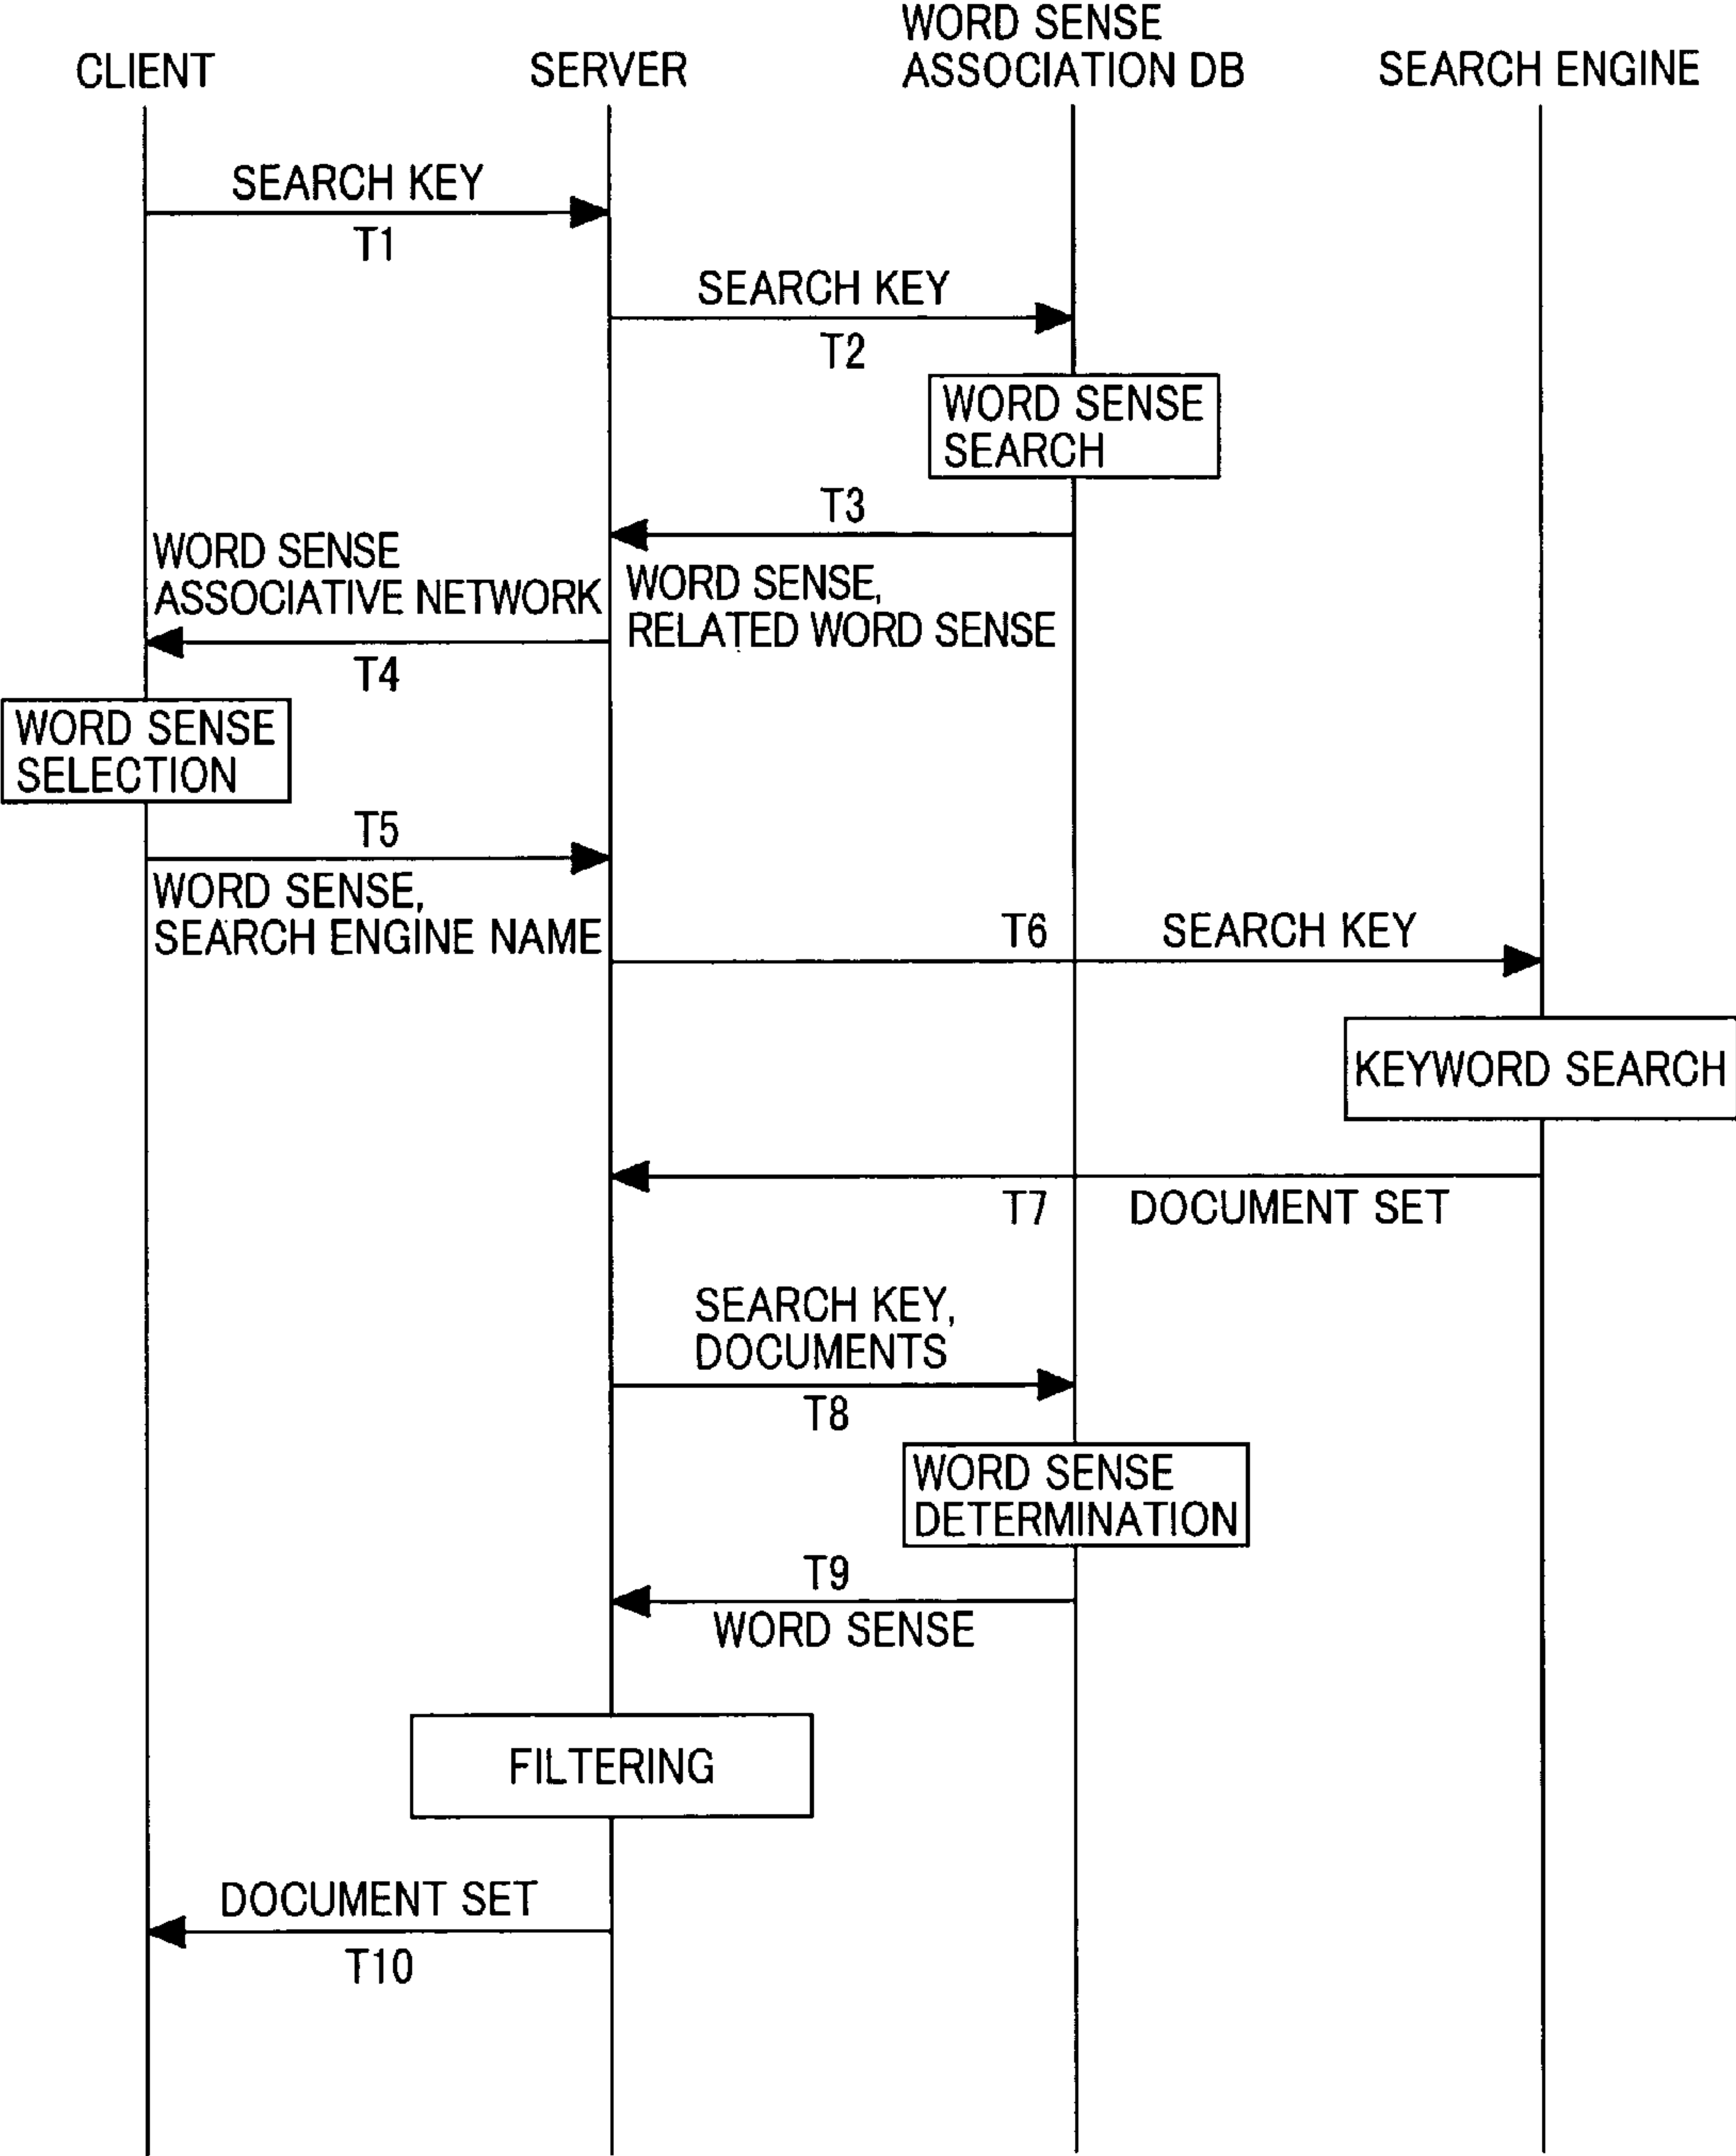 CLIENT
SERVER
WORD SENSE
ASSOCIATION DB
SEARCH ENGINE
SEARCH KEY
T1
SEARCH KEY
T2
WORD SENSE
SEARCH
T3
WORD SENSE,
RELATED WORD SENSE
WORD SENSE
ASSOCIATIVE NETWORK
T4
WORD SENSE
SELECTION
T5
WORD SENSE,
SEARCH ENGINE NAME
T6
SEARCH KEY
KEYWORD SEARCH
T7
DOCUMENT SET
SEARCH KEY,
DOCUMENTS
T8
WORD SENSE
DETERMINATION
T9
WORD SENSE
FILTERING
DOCUMENT SET
T10